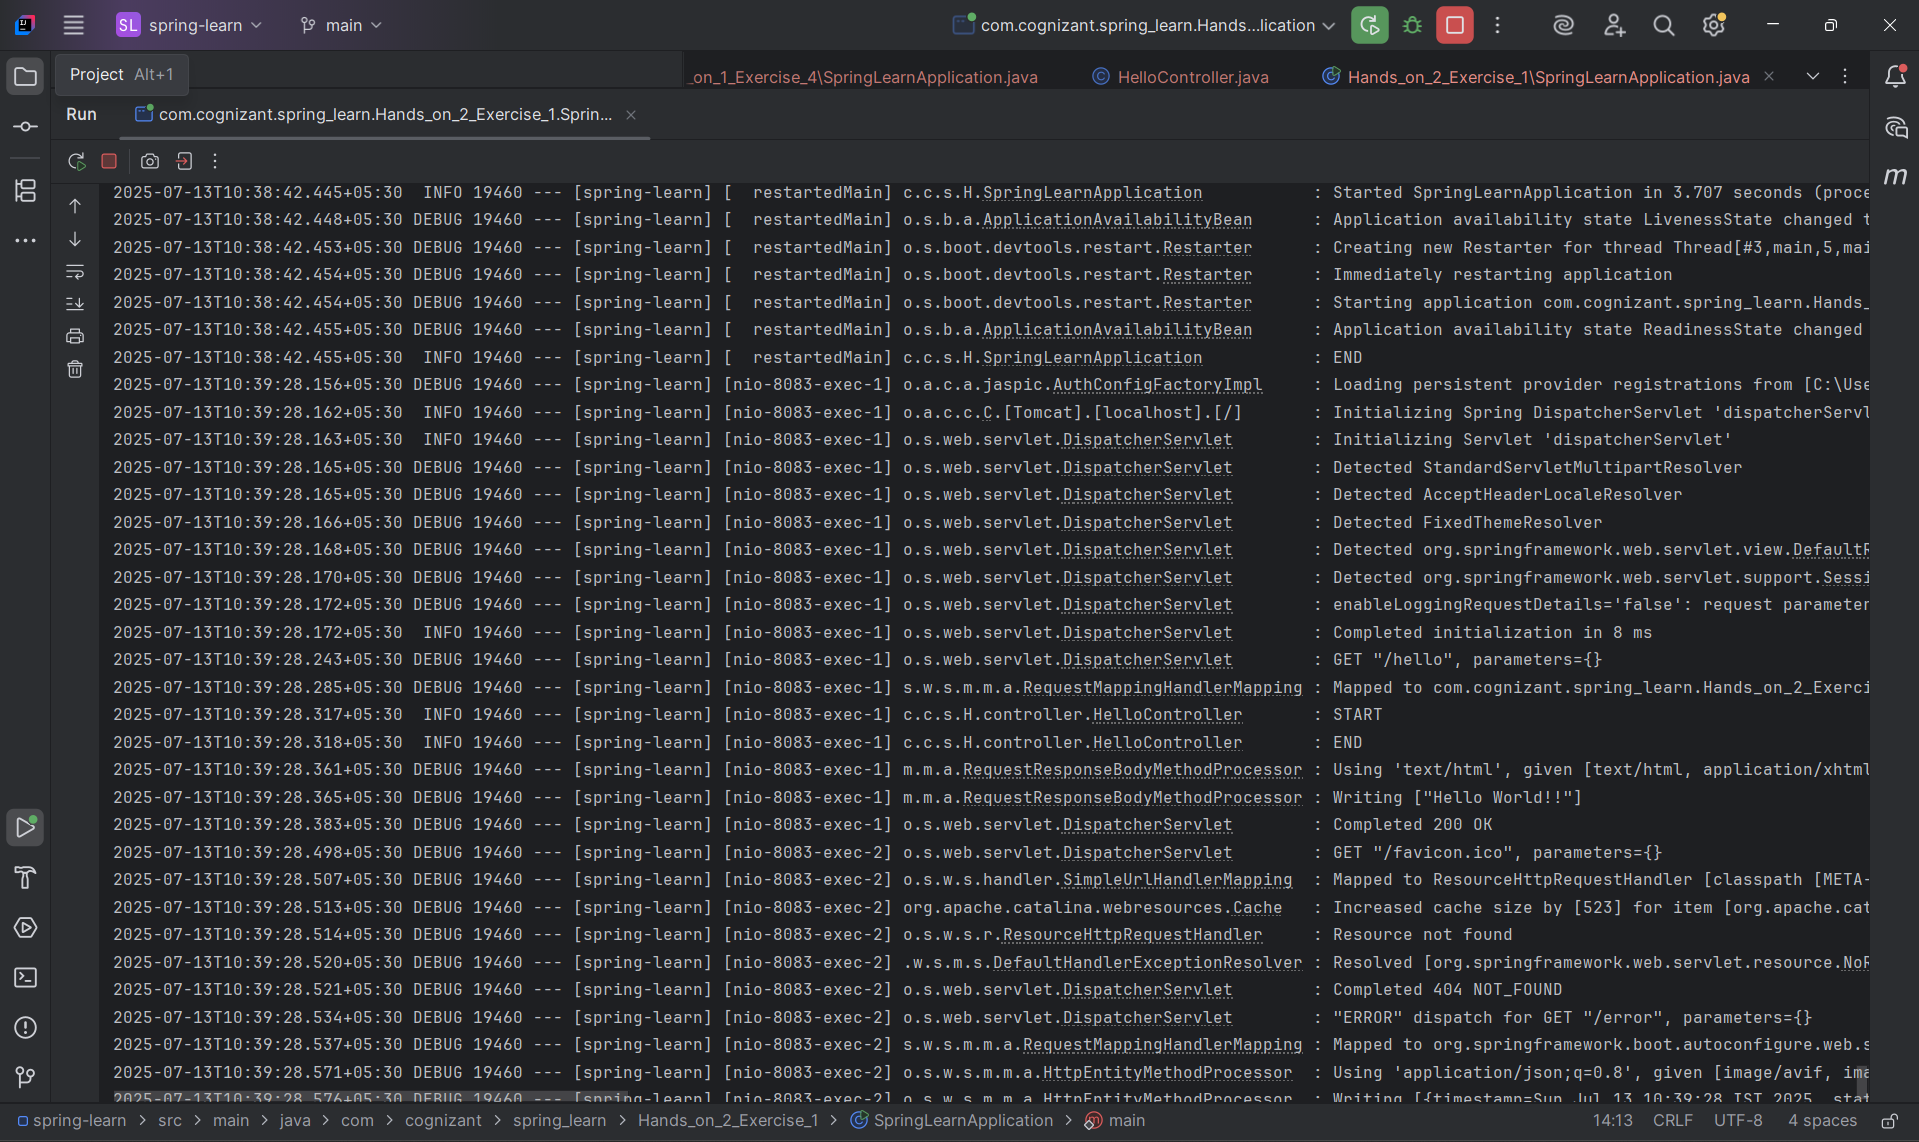 SL spring-learn main com.cognizant.spring_learn.Hands...lication
Project Alt+1
..on_1_Exercise_4\SpringLearnApplication.java HelloController.java Hands_on_2_Exercise_1\SpringLearnApplication.java
Run com.cognizant.spring_learn.Hands_on_2_Exercise_1.Sprin...
2025-07-13T10:38:42.445+05:30  INFO 19460 --- [spring-learn] [  restartedMain] c.c.s.H.SpringLearnApplication           : Started SpringLearnApplication in 3.707 seconds (proce
2025-07-13T10:38:42.448+05:30 DEBUG 19460 --- [spring-learn] [  restartedMain] o.s.b.a.ApplicationAvailabilityBean      : Application availability state LivenessState changed t
2025-07-13T10:38:42.453+05:30 DEBUG 19460 --- [spring-learn] [  restartedMain] o.s.boot.devtools.restart.Restarter      : Creating new Restarter for thread Thread[#3,main,5,mai
2025-07-13T10:38:42.454+05:30 DEBUG 19460 --- [spring-learn] [  restartedMain] o.s.boot.devtools.restart.Restarter      : Immediately restarting application
2025-07-13T10:38:42.454+05:30 DEBUG 19460 --- [spring-learn] [  restartedMain] o.s.boot.devtools.restart.Restarter      : Starting application com.cognizant.spring_learn.Hands_
2025-07-13T10:38:42.455+05:30 DEBUG 19460 --- [spring-learn] [  restartedMain] o.s.b.a.ApplicationAvailabilityBean      : Application availability state ReadinessState changed
2025-07-13T10:38:42.455+05:30  INFO 19460 --- [spring-learn] [  restartedMain] c.c.s.H.SpringLearnApplication           : END
2025-07-13T10:39:28.156+05:30 DEBUG 19460 --- [spring-learn] [nio-8083-exec-1] o.a.c.a.jaspic.AuthConfigFactoryImpl     : Loading persistent provider registrations from [C:\Use
2025-07-13T10:39:28.162+05:30  INFO 19460 --- [spring-learn] [nio-8083-exec-1] o.a.c.c.C.[Tomcat].[localhost].[/]       : Initializing Spring DispatcherServlet 'dispatcherServl
2025-07-13T10:39:28.163+05:30  INFO 19460 --- [spring-learn] [nio-8083-exec-1] o.s.web.servlet.DispatcherServlet        : Initializing Servlet 'dispatcherServlet'
2025-07-13T10:39:28.165+05:30 DEBUG 19460 --- [spring-learn] [nio-8083-exec-1] o.s.web.servlet.DispatcherServlet        : Detected StandardServletMultipartResolver
2025-07-13T10:39:28.165+05:30 DEBUG 19460 --- [spring-learn] [nio-8083-exec-1] o.s.web.servlet.DispatcherServlet        : Detected AcceptHeaderLocaleResolver
2025-07-13T10:39:28.166+05:30 DEBUG 19460 --- [spring-learn] [nio-8083-exec-1] o.s.web.servlet.DispatcherServlet        : Detected FixedThemeResolver
2025-07-13T10:39:28.168+05:30 DEBUG 19460 --- [spring-learn] [nio-8083-exec-1] o.s.web.servlet.DispatcherServlet        : Detected org.springframework.web.servlet.view.DefaultR
2025-07-13T10:39:28.170+05:30 DEBUG 19460 --- [spring-learn] [nio-8083-exec-1] o.s.web.servlet.DispatcherServlet        : Detected org.springframework.web.servlet.support.Sessi
2025-07-13T10:39:28.172+05:30 DEBUG 19460 --- [spring-learn] [nio-8083-exec-1] o.s.web.servlet.DispatcherServlet        : enableLoggingRequestDetails='false': request parameter
2025-07-13T10:39:28.172+05:30  INFO 19460 --- [spring-learn] [nio-8083-exec-1] o.s.web.servlet.DispatcherServlet        : Completed initialization in 8 ms
2025-07-13T10:39:28.243+05:30 DEBUG 19460 --- [spring-learn] [nio-8083-exec-1] o.s.web.servlet.DispatcherServlet        : GET "/hello", parameters={}
2025-07-13T10:39:28.285+05:30 DEBUG 19460 --- [spring-learn] [nio-8083-exec-1] s.w.s.m.m.a.RequestMappingHandlerMapping : Mapped to com.cognizant.spring_learn.Hands_on_2_Exerci
2025-07-13T10:39:28.317+05:30  INFO 19460 --- [spring-learn] [nio-8083-exec-1] c.c.s.H.controller.HelloController       : START
2025-07-13T10:39:28.318+05:30  INFO 19460 --- [spring-learn] [nio-8083-exec-1] c.c.s.H.controller.HelloController       : END
2025-07-13T10:39:28.361+05:30 DEBUG 19460 --- [spring-learn] [nio-8083-exec-1] m.m.a.RequestResponseBodyMethodProcessor : Using 'text/html', given [text/html, application/xhtml
2025-07-13T10:39:28.365+05:30 DEBUG 19460 --- [spring-learn] [nio-8083-exec-1] m.m.a.RequestResponseBodyMethodProcessor : Writing ["Hello World!!"]
2025-07-13T10:39:28.383+05:30 DEBUG 19460 --- [spring-learn] [nio-8083-exec-1] o.s.web.servlet.DispatcherServlet        : Completed 200 OK
2025-07-13T10:39:28.498+05:30 DEBUG 19460 --- [spring-learn] [nio-8083-exec-2] o.s.web.servlet.DispatcherServlet        : GET "/favicon.ico", parameters={}
2025-07-13T10:39:28.507+05:30 DEBUG 19460 --- [spring-learn] [nio-8083-exec-2] o.s.w.s.handler.SimpleUrlHandlerMapping  : Mapped to ResourceHttpRequestHandler [classpath [META-
2025-07-13T10:39:28.513+05:30 DEBUG 19460 --- [spring-learn] [nio-8083-exec-2] org.apache.catalina.webresources.Cache   : Increased cache size by [523] for item [org.apache.cat
2025-07-13T10:39:28.514+05:30 DEBUG 19460 --- [spring-learn] [nio-8083-exec-2] o.s.w.s.r.ResourceHttpRequestHandler     : Resource not found
2025-07-13T10:39:28.520+05:30 DEBUG 19460 --- [spring-learn] [nio-8083-exec-2] .w.s.m.s.DefaultHandlerExceptionResolver : Resolved [org.springframework.web.servlet.resource.NoR
2025-07-13T10:39:28.521+05:30 DEBUG 19460 --- [spring-learn] [nio-8083-exec-2] o.s.web.servlet.DispatcherServlet        : Completed 404 NOT_FOUND
2025-07-13T10:39:28.534+05:30 DEBUG 19460 --- [spring-learn] [nio-8083-exec-2] o.s.web.servlet.DispatcherServlet        : "ERROR" dispatch for GET "/error", parameters={}
2025-07-13T10:39:28.537+05:30 DEBUG 19460 --- [spring-learn] [nio-8083-exec-2] s.w.s.m.m.a.RequestMappingHandlerMapping : Mapped to org.springframework.boot.autoconfigure.web.s
2025-07-13T10:39:28.571+05:30 DEBUG 19460 --- [spring-learn] [nio-8083-exec-2] o.s.w.s.m.m.a.HttpEntityMethodProcessor  : Using 'application/json;q=0.8', given [image/avif, ima
2025-07-13T10:39:28.576+05:30 DEBUG 19460 --- [spring-learn] [nio-8083-exec-2] o.s.w.s.m.m.a.HttpEntityMethodProcessor  : Writing [{timestamp=Sun Jul 13 10:39:28 IST 2025, stat
spring-learn > src > main > java > com > cognizant > spring_learn > Hands_on_2_Exercise_1 > SpringLearnApplication > main 14:13 CRLF UTF-8 4 spaces